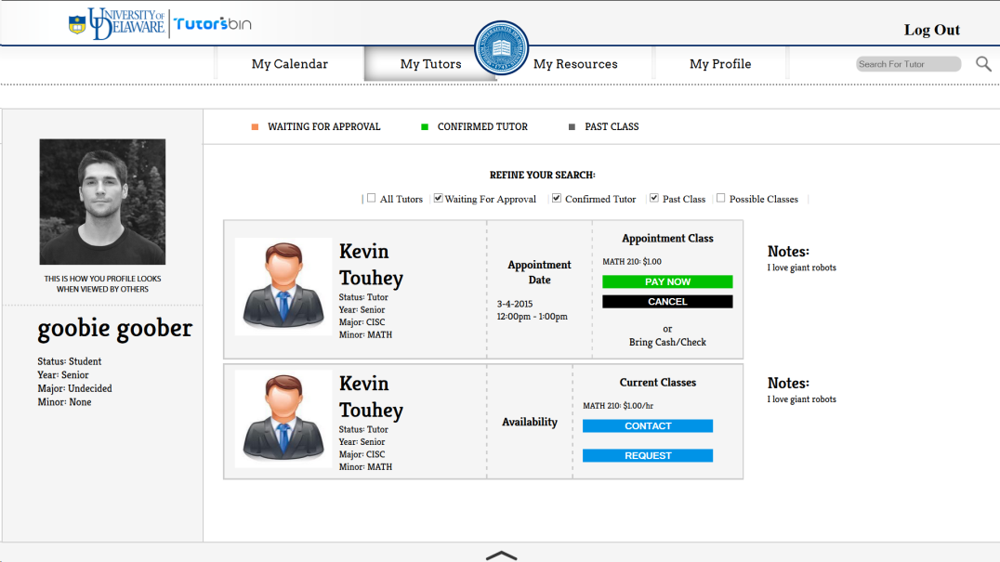 UNIVERSITY OF DELAWARE
Tutorsbin
Log Out
My Calendar
My Tutors
My Resources
My Profile
Search For Tutor
WAITING FOR APPROVAL
CONFIRMED TUTOR
PAST CLASS
THIS IS HOW YOU PROFILE LOOKS
WHEN VIEWED BY OTHERS
goobie goober
Status: Student
Year: Senior
Major: Undecided
Minor: None
REFINE YOUR SEARCH:
All Tutors
Waiting For Approval
Confirmed Tutor
Past Class
Possible Classes
Kevin
Touhey
Status: Tutor
Year: Senior
Major: CISC
Minor: MATH
Appointment
Date
3-4-2015
12:00pm - 1:00pm
Appointment Class
MATH 210: $1.00
PAY NOW
CANCEL
or
Bring Cash/Check
Notes:
I love giant robots
Kevin
Touhey
Status: Tutor
Year: Senior
Major: CISC
Minor: MATH
Availability
Current Classes
MATH 210: $1.00/hr
CONTACT
REQUEST
Notes:
I love giant robots